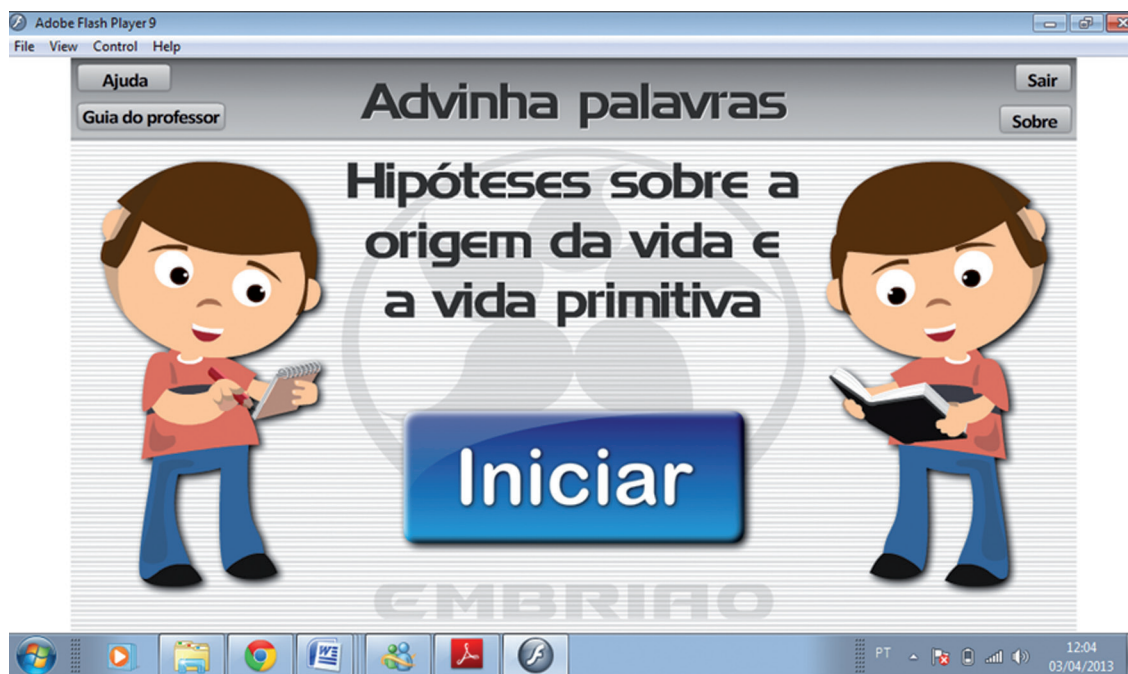 Adobe Flash Player 9
File View Control Help
Ajuda
Guia do professor
Advinha palavras
Sair
Sobre
Hipóteses sobre a
origem da vida e
a vida primitiva
Iniciar
EMBRIAO
PT
12:04
03/04/2013